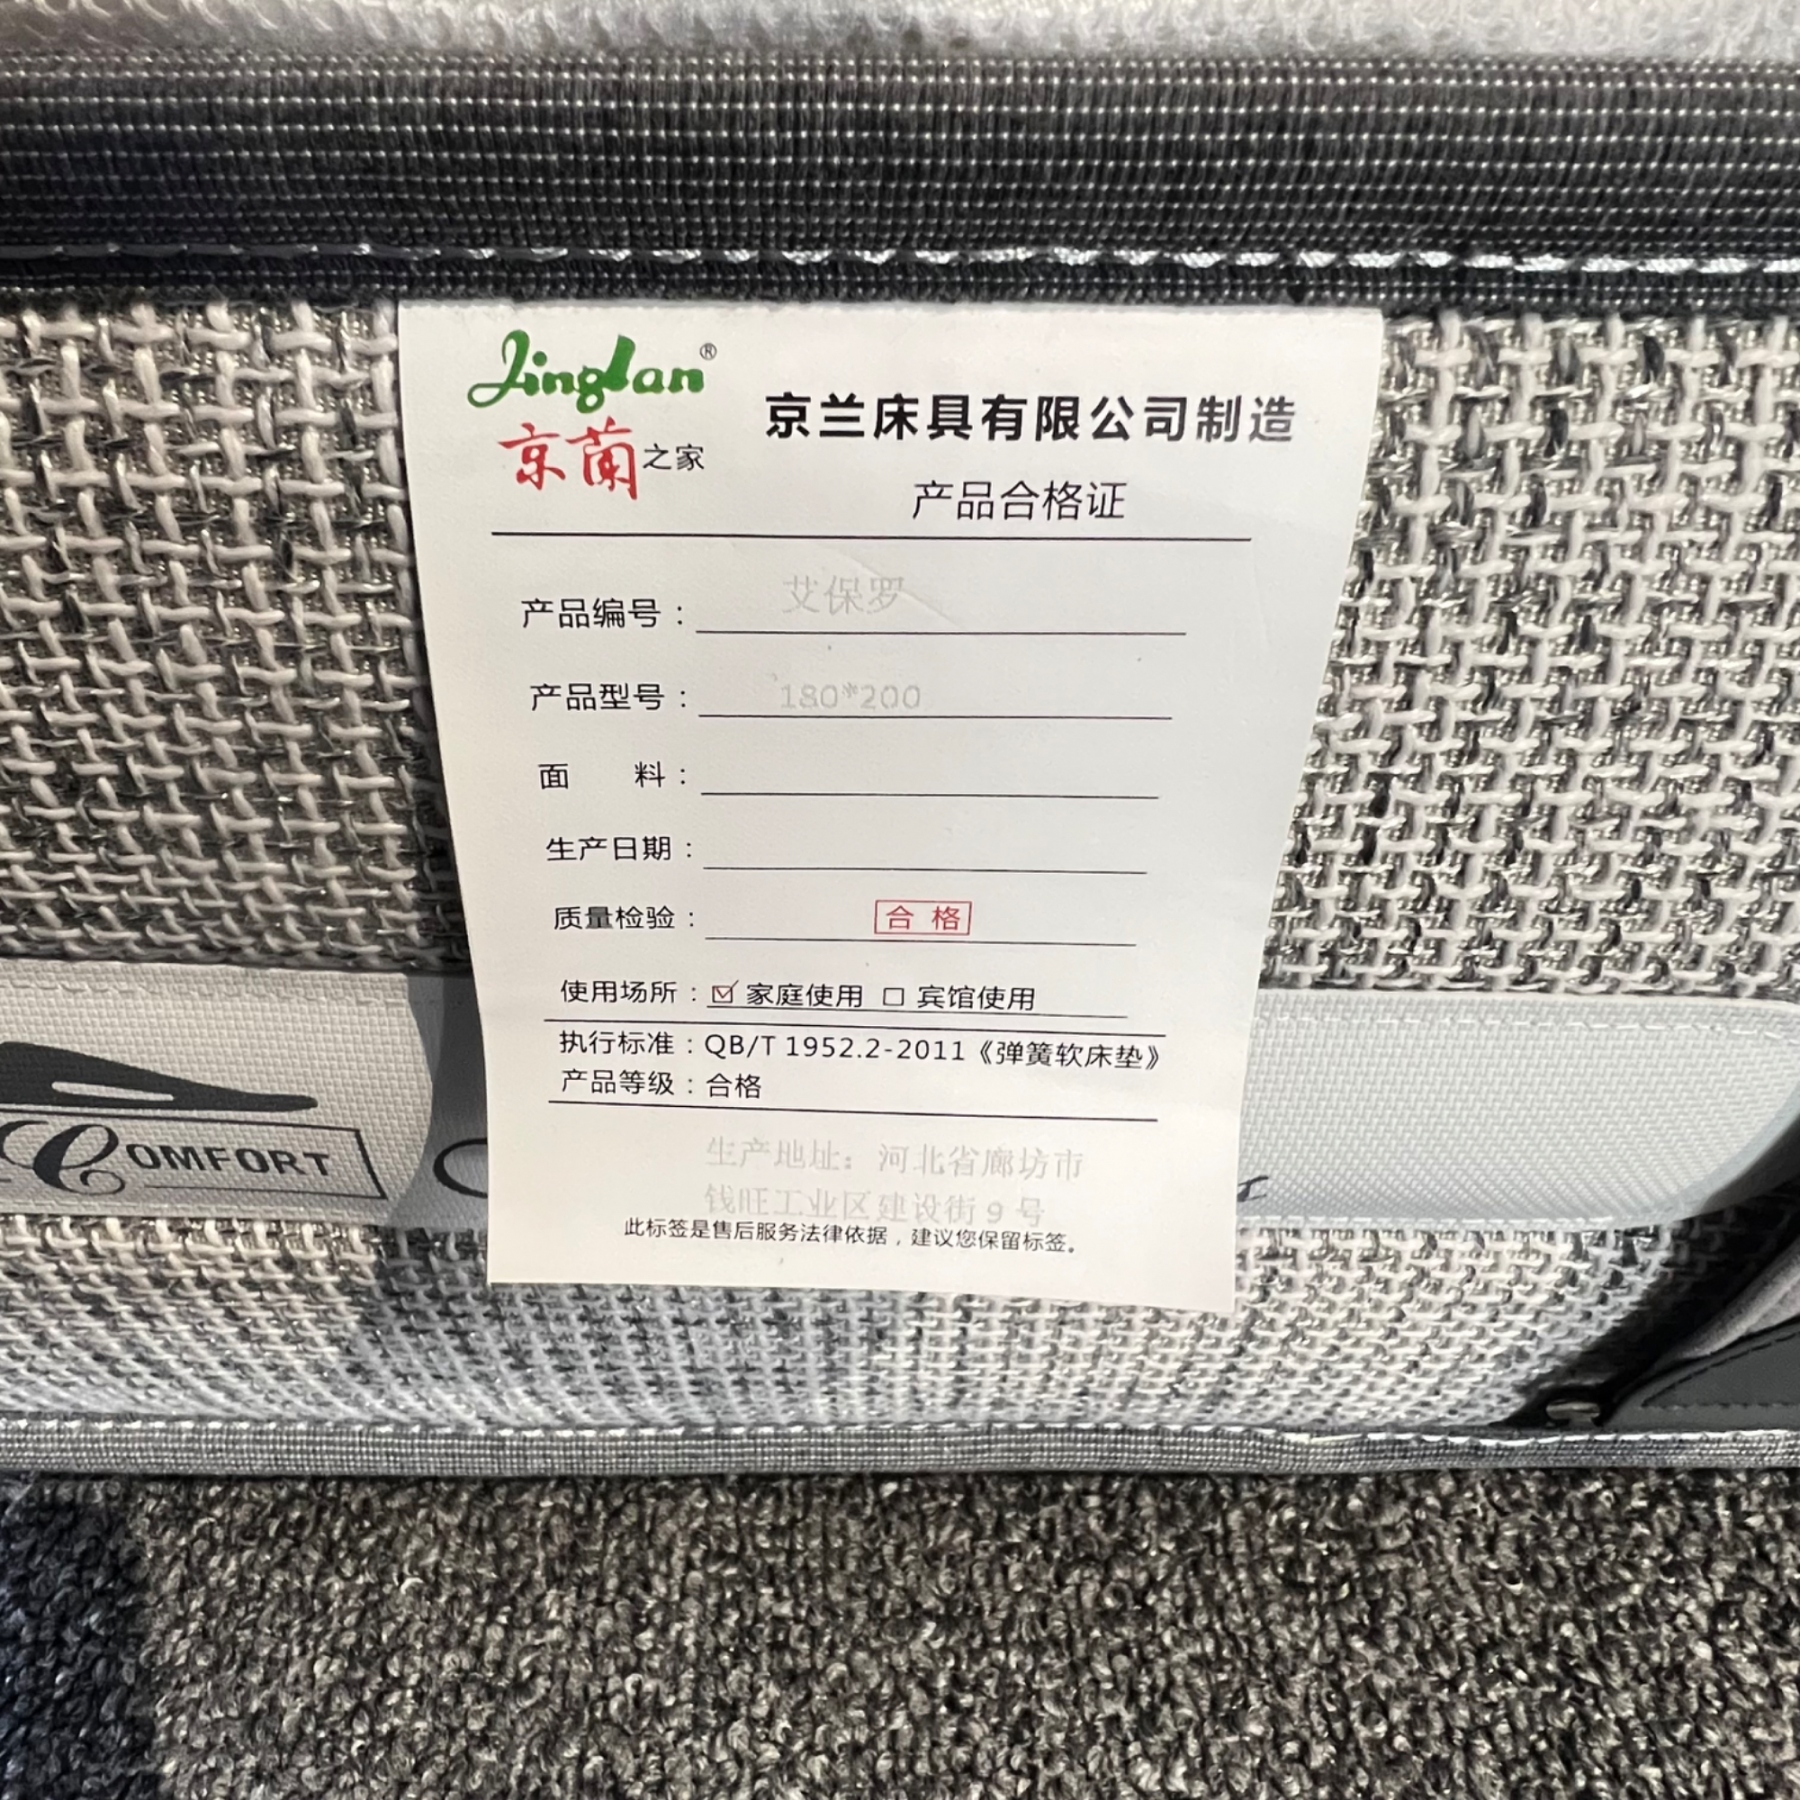 Jinglan®
京蘭之家
京兰床具有限公司制造
产品合格证
产品编号：艾保罗
产品型号：180*200
面 料：
生产日期：
质量检验：合格
使用场所：☑家庭使用 □宾馆使用
执行标准：QB/T 1952.2-2011《弹簧软床垫》
产品等级：合格
生产地址：河北省廊坊市
钱旺工业区建设街9号
此标签是售后服务法律依据，建议您保留标签。
COMFORT